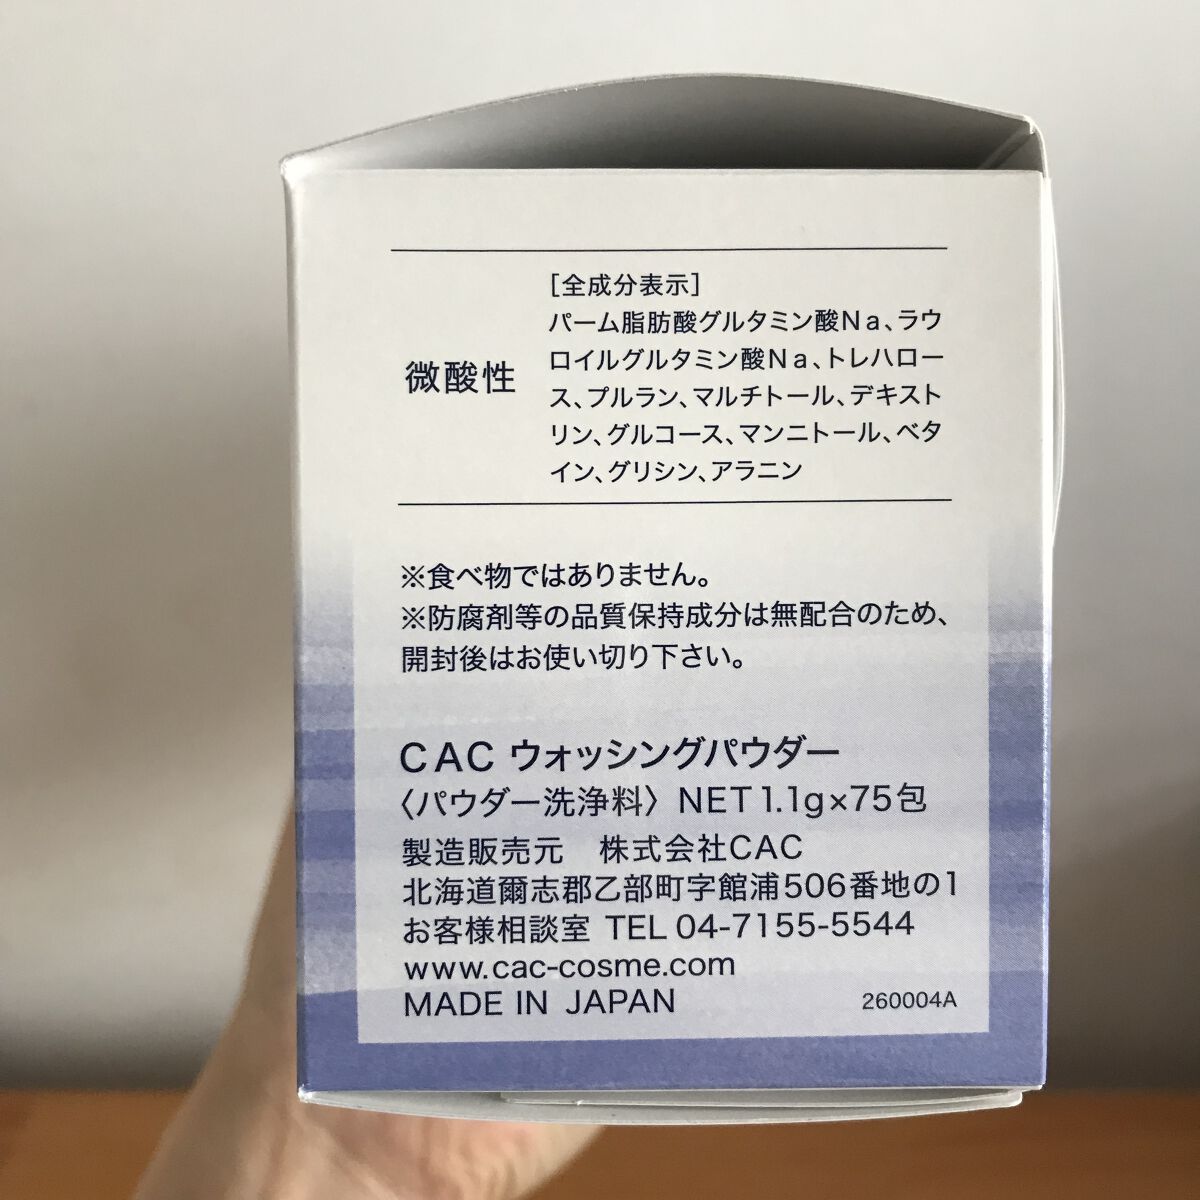 [全成分表示]
パーム脂肪酸グルタミン酸Na、ラウ
ロイルグルタミン酸Na、トレハロー
ス、プルラン、マルチトール、デキスト
リン、グルコース、マンニトール、ベタ
イン、グリシン、アラニン
微酸性
※食べ物ではありません。
※防腐剤等の品質保持成分は無配合のため、
開封後はお使い切り下さい。
CAC ウォッシングパウダー
〈パウダー洗浄料〉 NET 1.1g×75包
製造販売元 株式会社CAC
北海道爾志郡乙部町字館浦506番地の1
お客様相談室 TEL 04-7155-5544
www.cac-cosme.com
MADE IN JAPAN
260004A